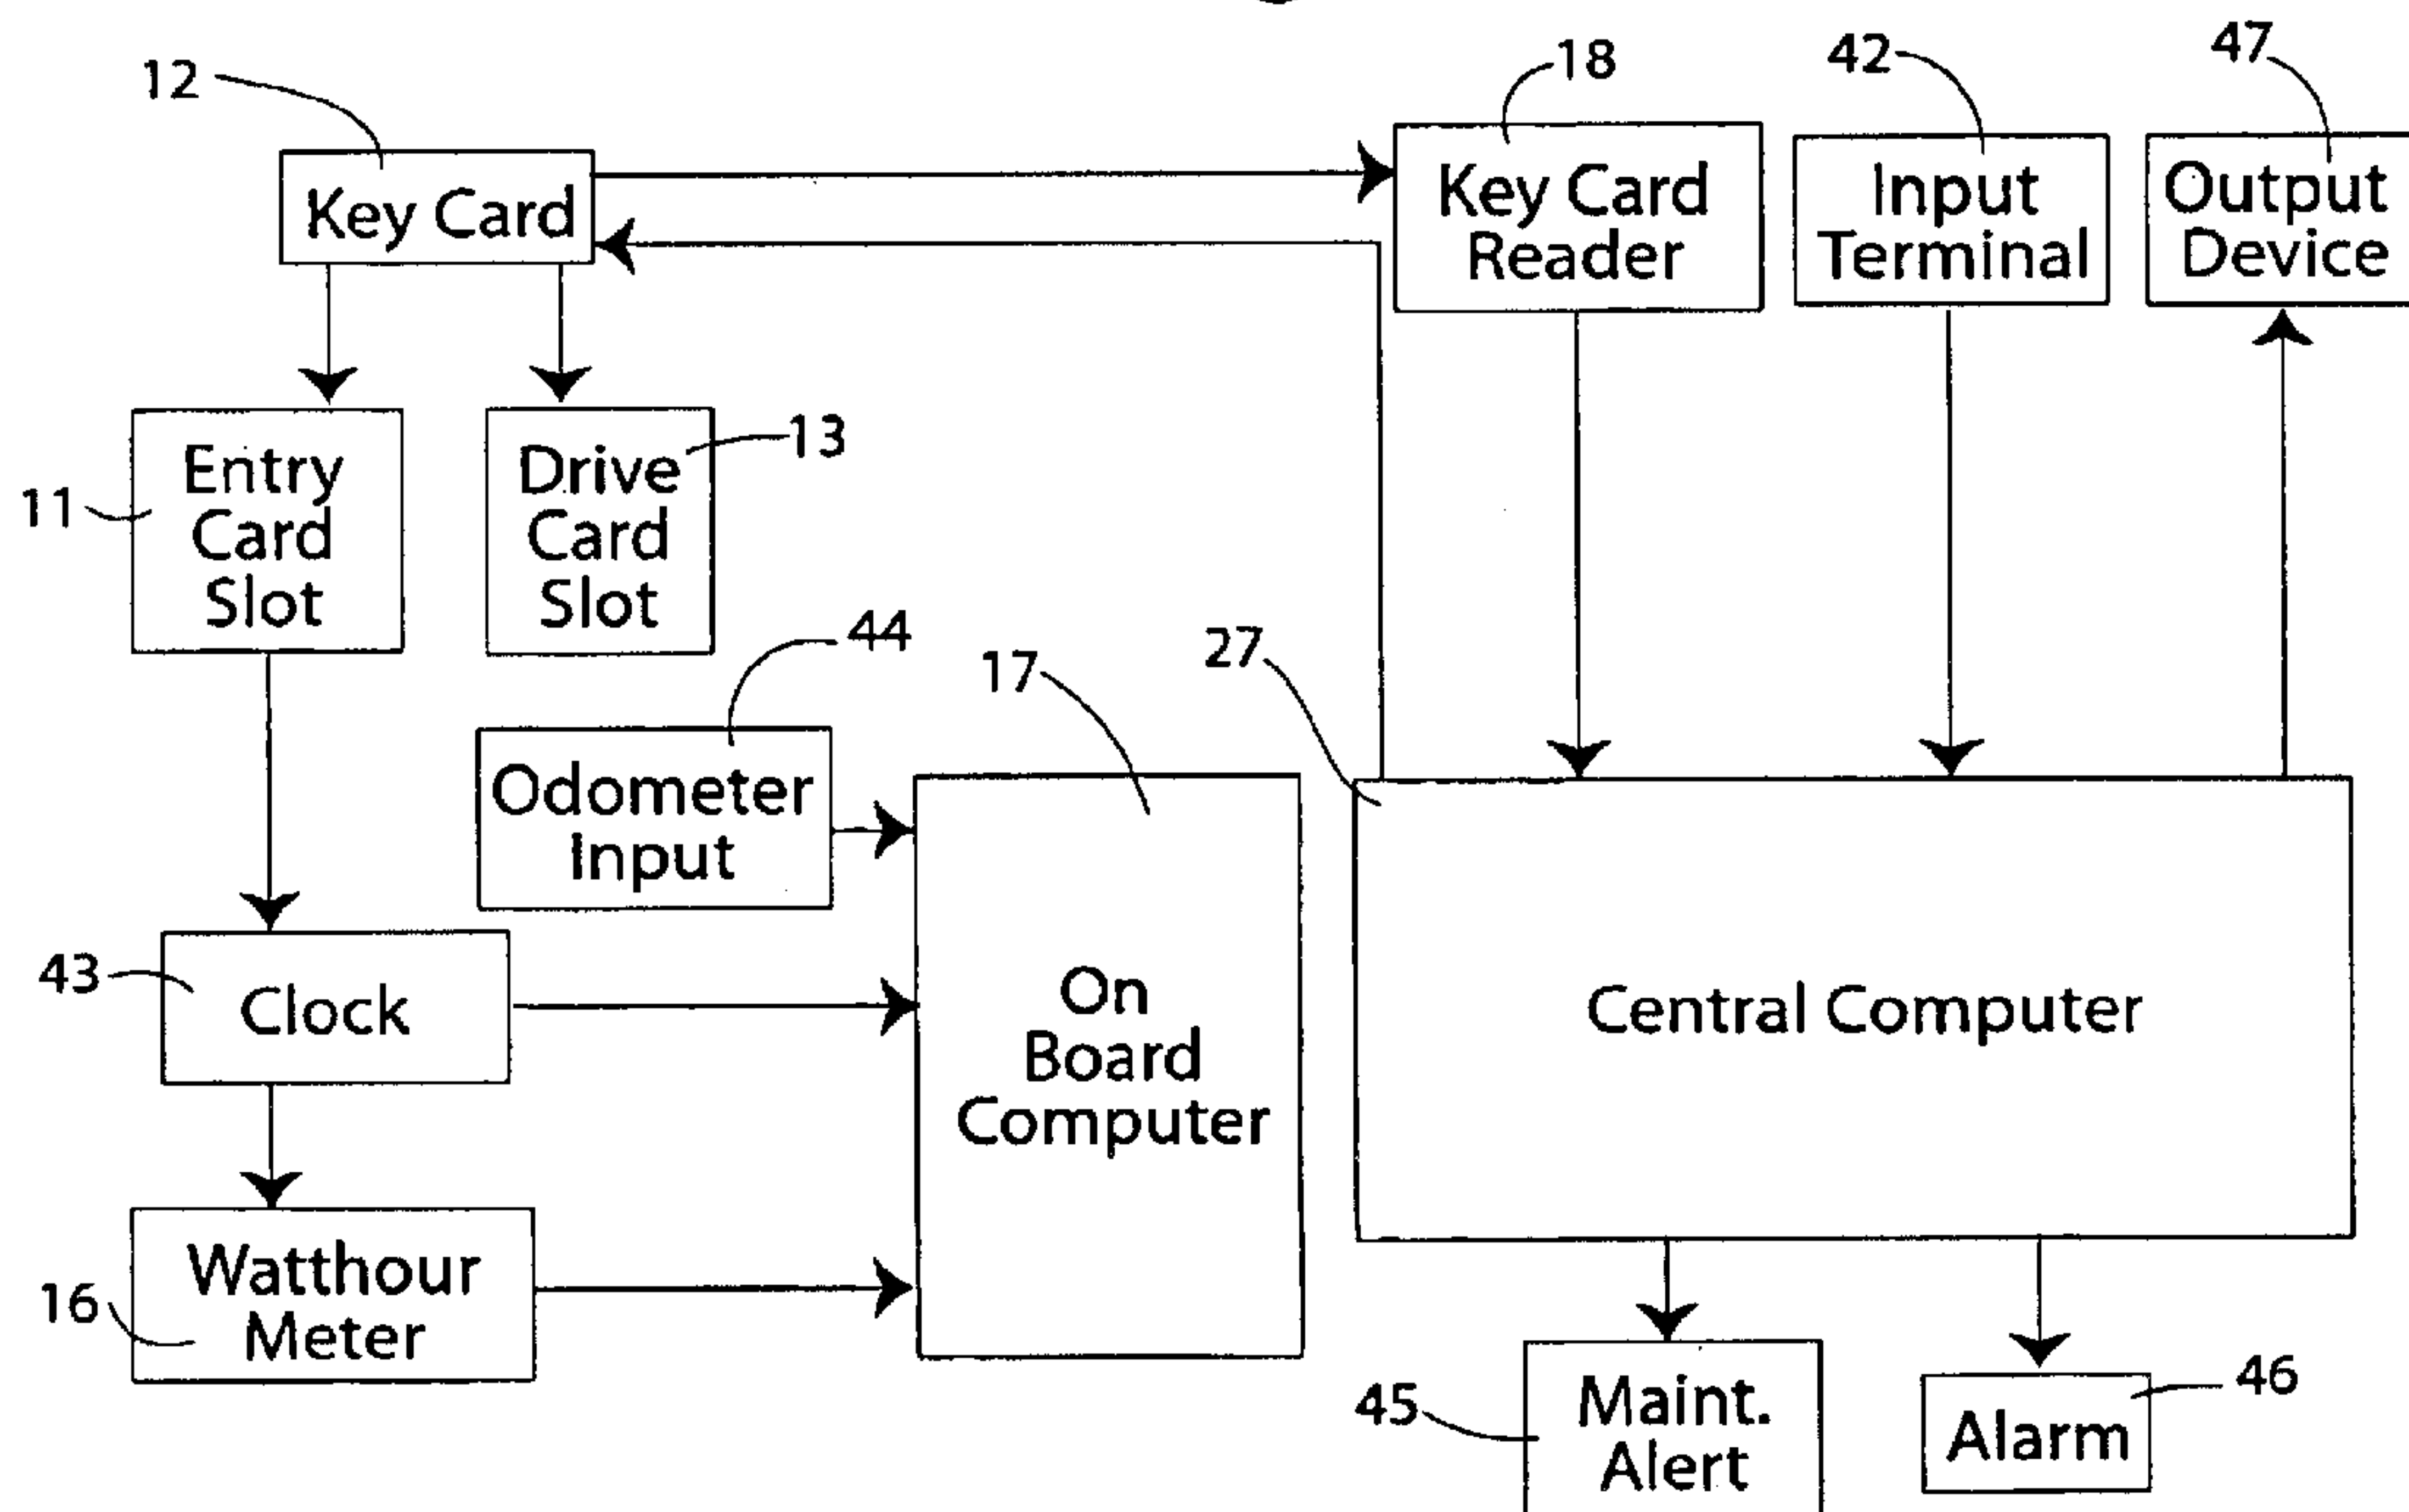 12
18
42
47
Key Card
Key Card
Reader
Input
Terminal
Output
Device
11
Entry
Card
Slot
Drive
Card
Slot
13
44
17
27
Odometer
Input
43
Clock
On
Board
Computer
Central Computer
16
Watthour
Meter
45
Maint.
Alert
46
Alarm